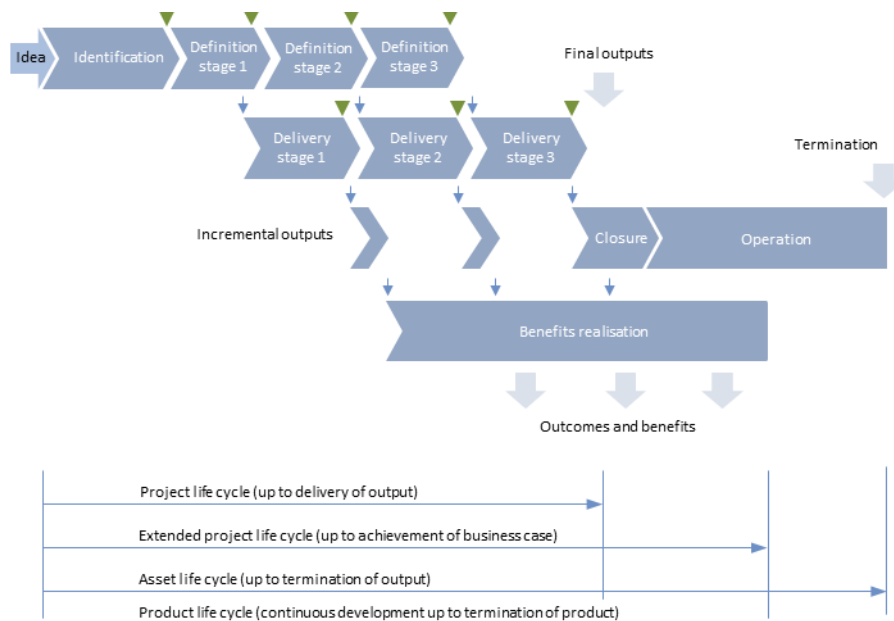 Idea
Identification
Definition
stage 1
Definition
stage 2
Definition
stage 3
Final outputs
Delivery
stage 1
Delivery
stage 2
Delivery
stage 3
Termination
Incremental outputs
Closure
Operation
Benefits realisation
Outcomes and benefits
Project life cycle (up to delivery of output)
Extended project life cycle (up to achievement of business case)
Asset life cycle (up to termination of output)
Product life cycle (continuous development up to termination of product)